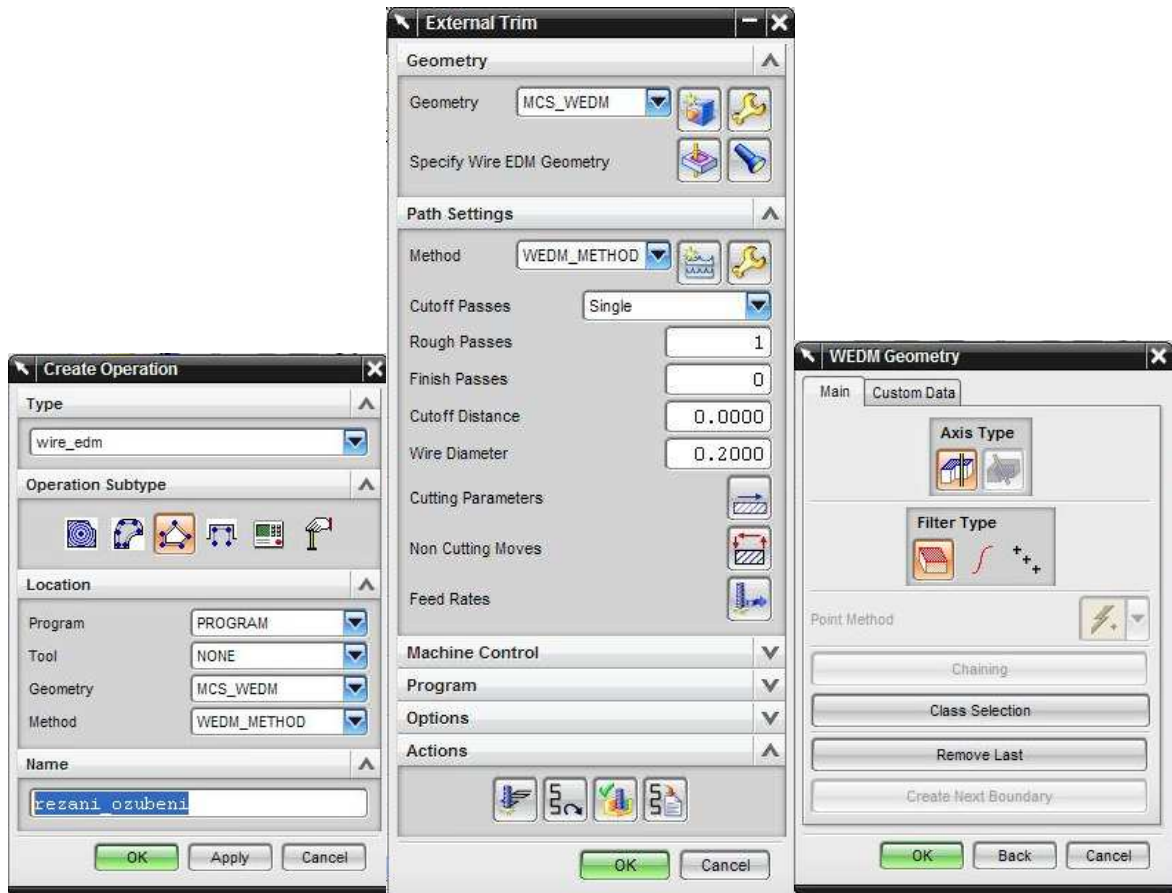 Create Operation
Type
wire_edm
Operation Subtype
Location
Program PROGRAM
Tool NONE
Geometry MCS_WEDM
Method WEDM_METHOD
Name
rezani_ozubeni
OK Apply Cancel
External Trim
Geometry
Geometry MCS_WEDM
Specify Wire EDM Geometry
Path Settings
Method WEDM_METHOD
Cutoff Passes Single
Rough Passes 1
Finish Passes 0
Cutoff Distance 0.0000
Wire Diameter 0.2000
Cutting Parameters
Non Cutting Moves
Feed Rates
Machine Control
Program
Options
Actions
OK Cancel
WEDM Geometry
Main Custom Data
Axis Type
Filter Type
Point Method
Chaining
Class Selection
Remove Last
Create Next Boundary
OK Back Cancel